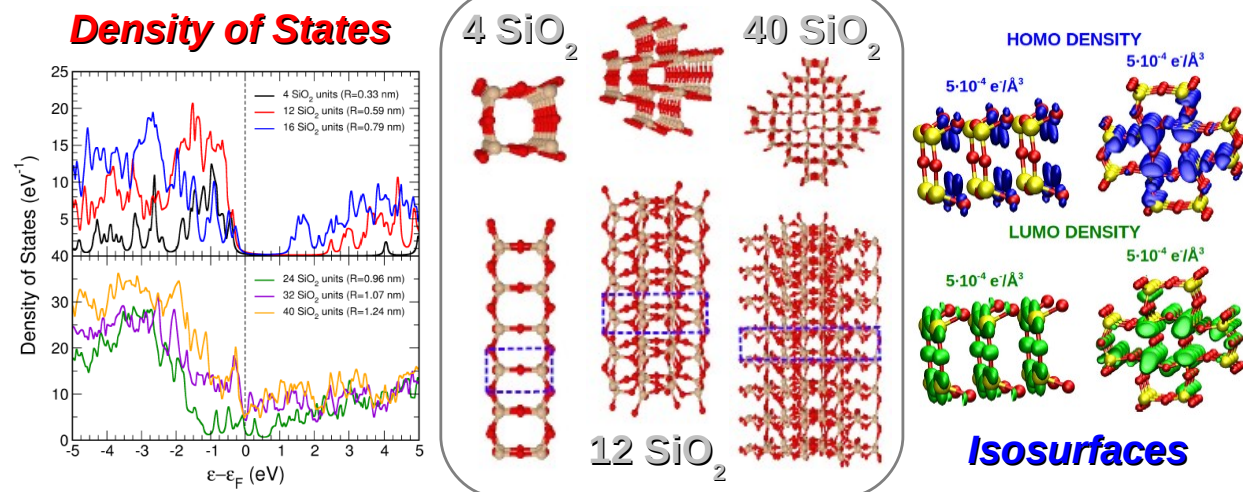 Density of States
25
20
15
10
5
40
30
20
10
0
Density of States (eV⁻¹)
4 SiO₂ units (R=0.33 nm)
12 SiO₂ units (R=0.59 nm)
16 SiO₂ units (R=0.79 nm)
24 SiO₂ units (R=0.96 nm)
32 SiO₂ units (R=1.07 nm)
40 SiO₂ units (R=1.24 nm)
-5 -4 -3 -2 -1 0 1 2 3 4 5
ε−ε_F (eV)
4 SiO₂
40 SiO₂
12 SiO₂
HOMO DENSITY
5·10⁻⁴ e⁻/Å³
5·10⁻⁴ e⁻/Å³
LUMO DENSITY
5·10⁻⁴ e⁻/Å³
5·10⁻⁴ e⁻/Å³
Isosurfaces